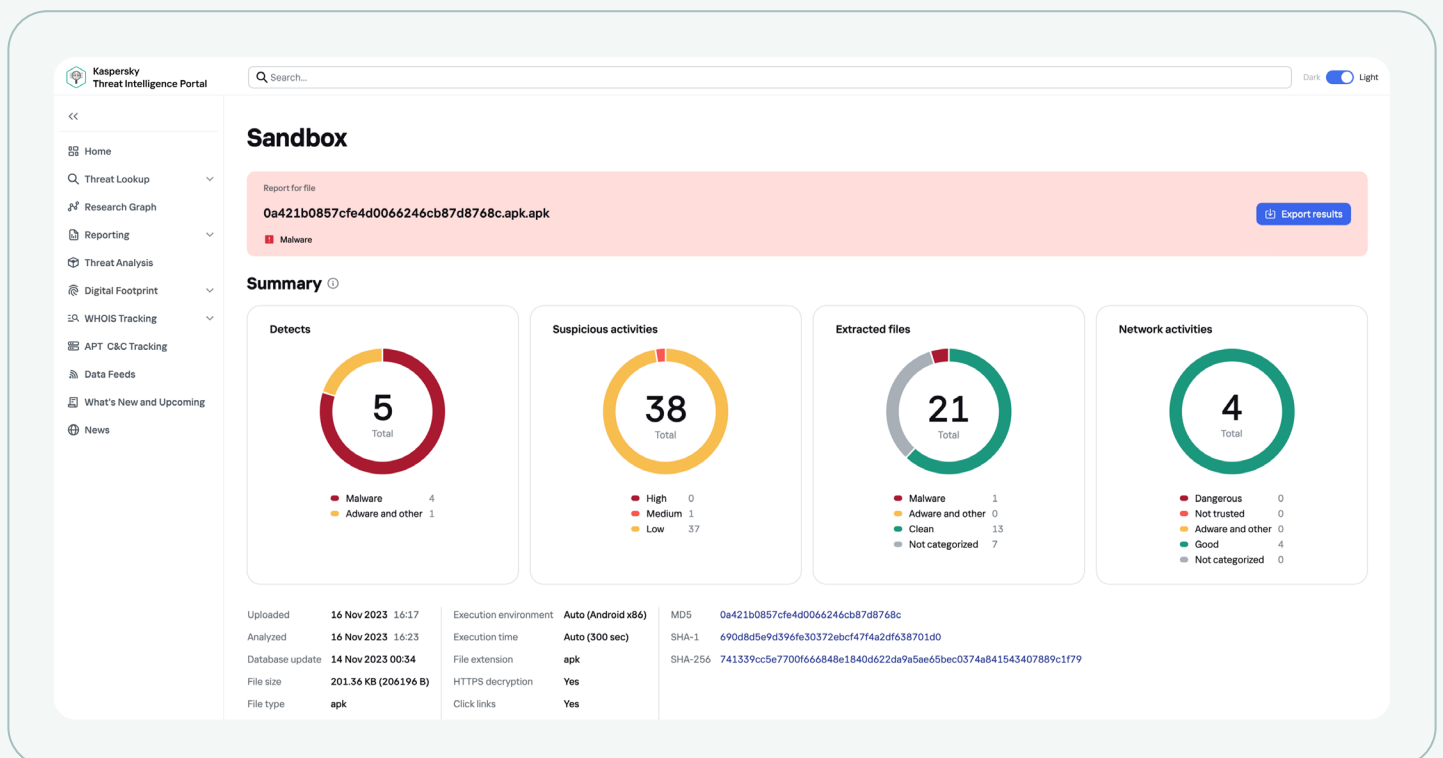 Kaspersky
Threat Intelligence Portal
Search...
Dark Light
Home
Threat Lookup
Research Graph
Reporting
Threat Analysis
Digital Footprint
WHOIS Tracking
APT C&C Tracking
Data Feeds
What's New and Upcoming
News
Sandbox
Report for file
0a421b0857cfe4d0066246cb87d8768c.apk.apk
Malware
Export results
Summary
Detects
5
Total
Malware 4
Adware and other 1
Suspicious activities
38
Total
High 0
Medium 1
Low 37
Extracted files
21
Total
Malware 1
Adware and other 0
Clean 13
Not categorized 7
Network activities
4
Total
Dangerous 0
Not trusted 0
Adware and other 0
Good 4
Not categorized 0
Uploaded 16 Nov 2023 16:17
Analyzed 16 Nov 2023 16:23
Database update 14 Nov 2023 00:34
File size 201.36 KB (206196 B)
File type apk
Execution environment Auto (Android x86)
Execution time Auto (300 sec)
File extension apk
HTTPS decryption Yes
Click links Yes
MD5 0a421b0857cfe4d0066246cb87d8768c
SHA-1 690d8d5e9d396fe30372ebcf47f4a2df638701d0
SHA-256 741339cc5e7700f666848e1840d622da9a5ae65bec0374a841543407889c1f79